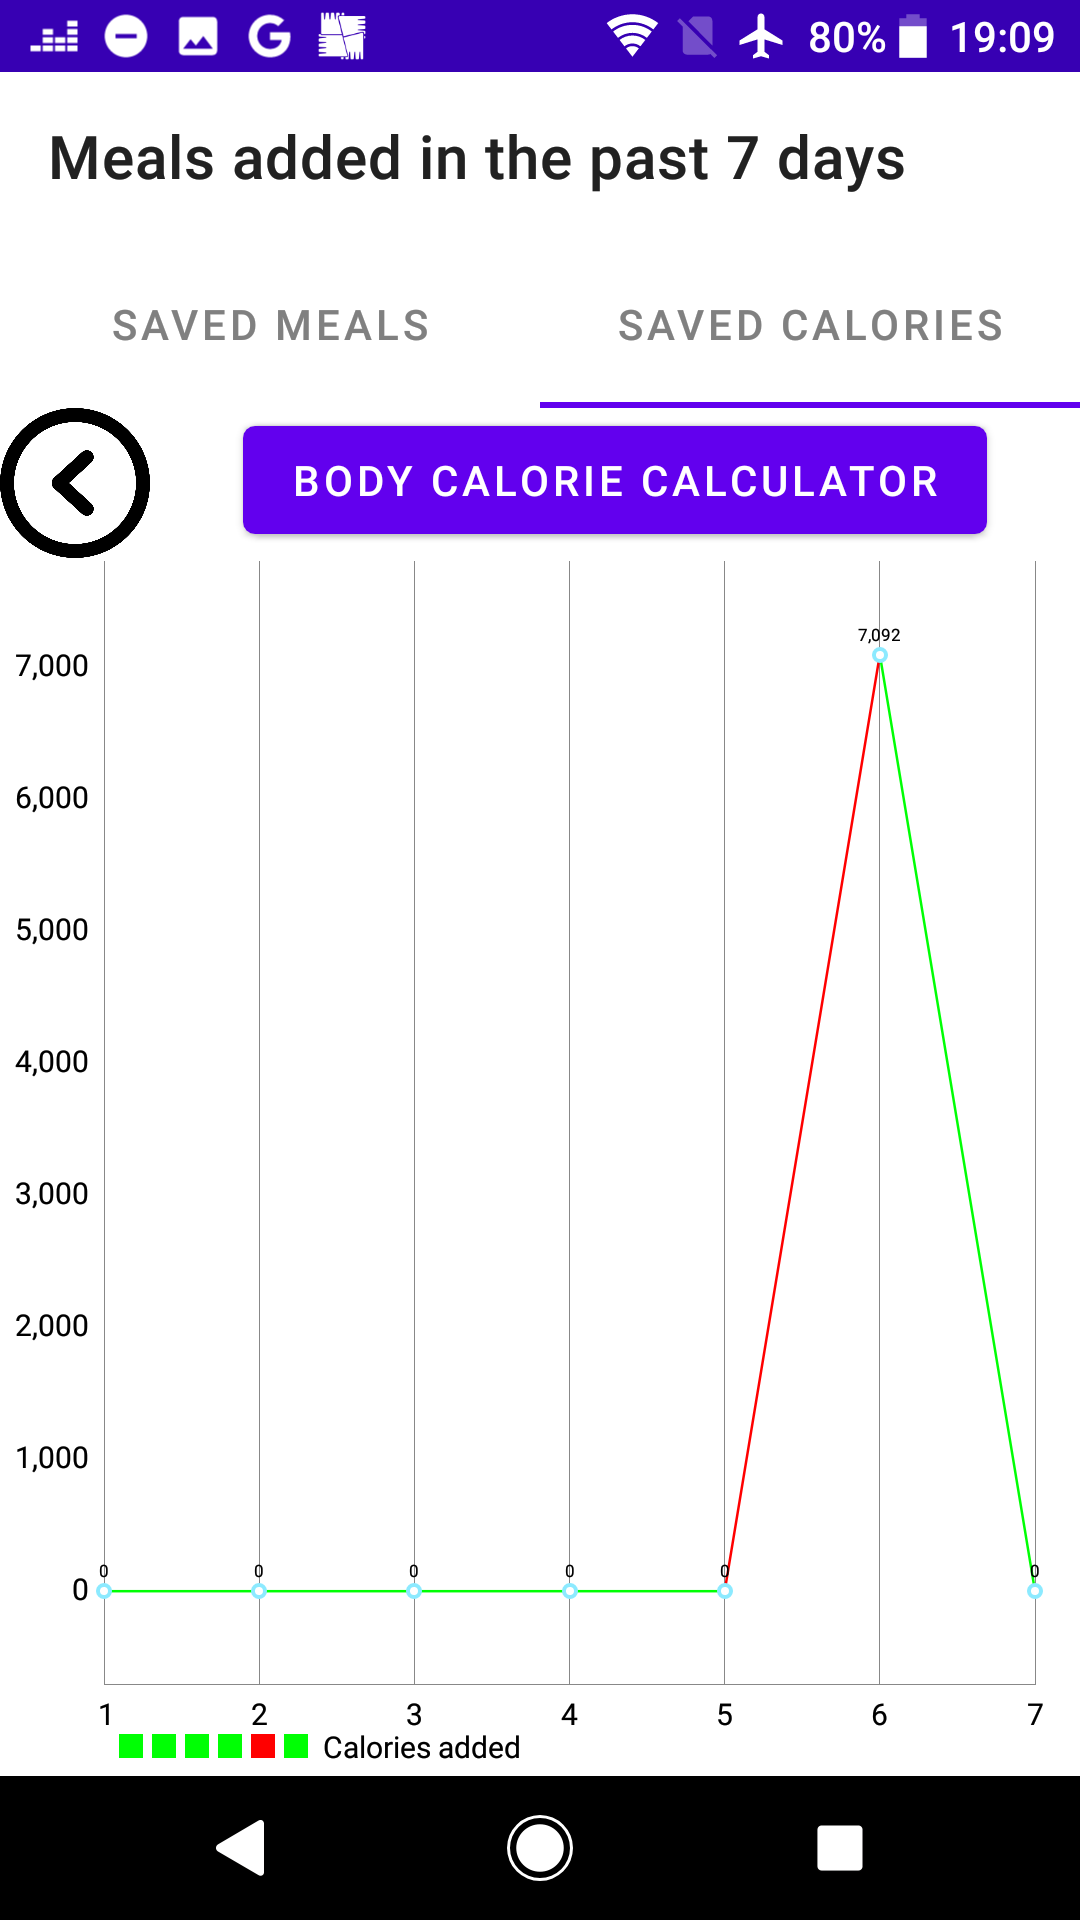 80% 19:09
Meals added in the past 7 days
SAVED MEALS SAVED CALORIES
BODY CALORIE CALCULATOR
7,092
7,000
6,000
5,000
4,000
3,000
2,000
1,000
0 0 0 0 0 0
0
1 2 3 4 5 6 7
Calories added